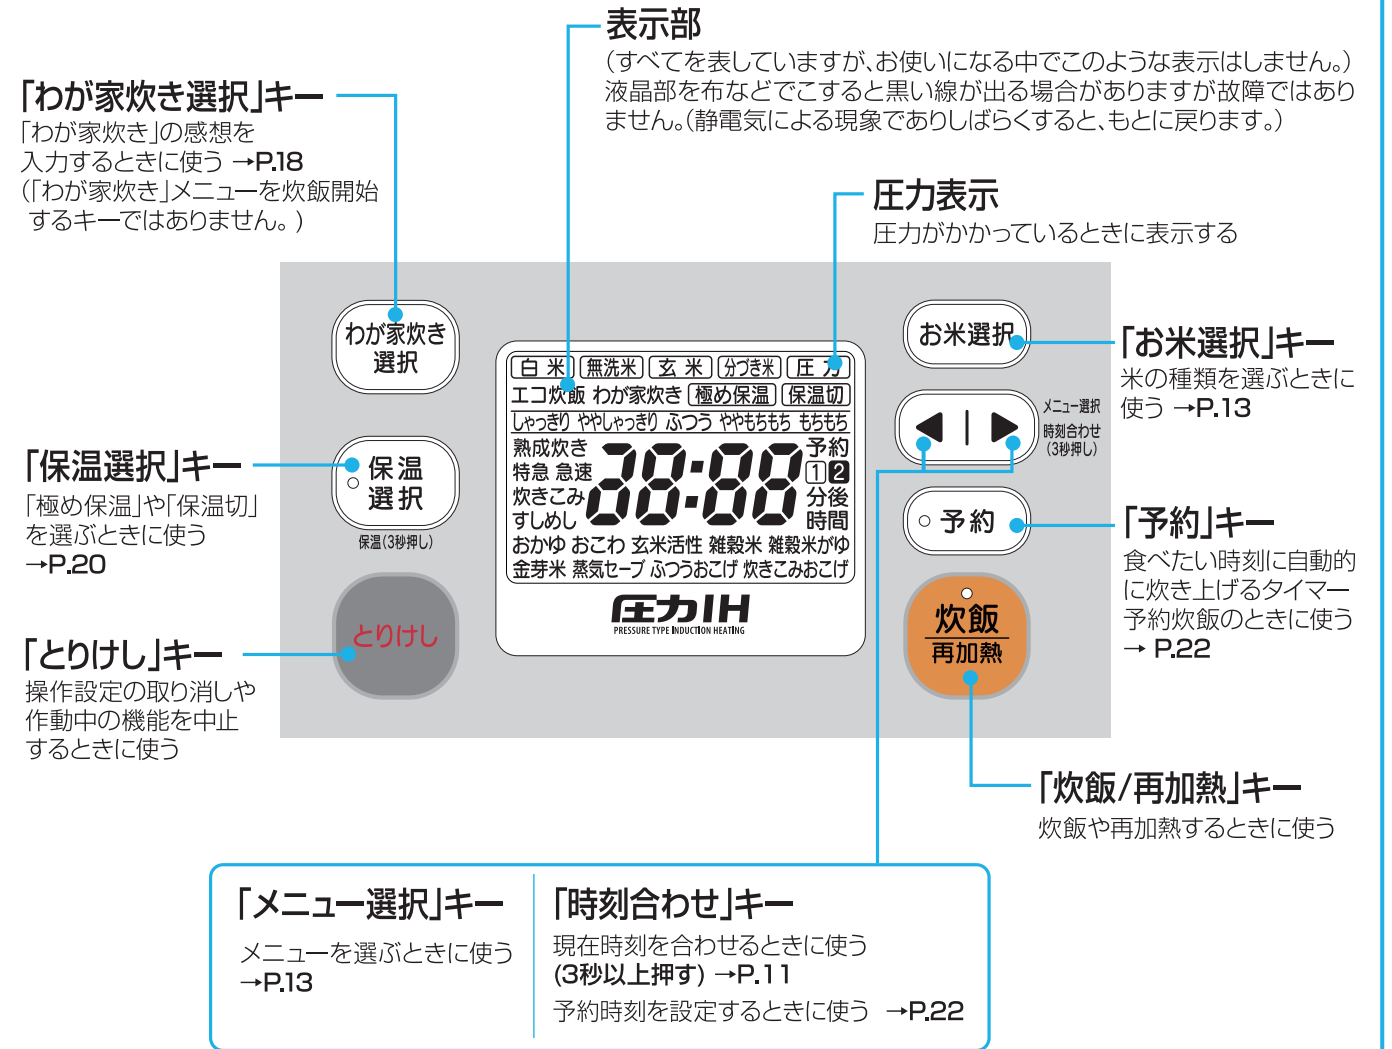 表示部
(すべてを表していますが、お使いになる中でこのような表示はしません。)
液晶部を布などでこすると黒い線が出る場合がありますが故障ではあり
ません。(静電気による現象でありしばらくすると、もとに戻ります。)
「わが家炊き選択」キー
「わが家炊き」の感想を
入力するときに使う →P.18
(「わが家炊き」メニューを炊飯開始
するキーではありません。)
圧力表示
圧力がかかっているときに表示する
わが家炊き
選択
お米選択
「お米選択」キー
米の種類を選ぶときに
使う →P.13
白米 無洗米 玄米 分づき米 圧力
エコ炊飯 わが家炊き 極め保温 保温切
しゃっきり ややしゃっきり ふつう ややもちもち もちもち
熟成炊き
特急 急速
炊きこみ
すしめし
38:88
予約
1 2
分後
時間
おかゆ おこわ 玄米活性 雑穀米 雑穀米がゆ
金芽米 蒸気セーブ ふつうおこげ 炊きこみおこげ
圧力IH
PRESSURE TYPE INDUCTION HEATING
◀ | ▶
メニュー選択
時刻合わせ
(3秒押し)
「保温選択」キー
「極め保温」や「保温切」
を選ぶときに使う
→P.20
保温
選択
保温(3秒押し)
予約
「予約」キー
食べたい時刻に自動的
に炊き上げるタイマー
予約炊飯のときに使う
→ P.22
「とりけし」キー
操作設定の取り消しや
作動中の機能を中止
するときに使う
とりけし
炊飯
再加熱
「炊飯/再加熱」キー
炊飯や再加熱するときに使う
「メニュー選択」キー
メニューを選ぶときに使う
→P.13
「時刻合わせ」キー
現在時刻を合わせるときに使う
(3秒以上押す) →P.11
予約時刻を設定するときに使う →P.22